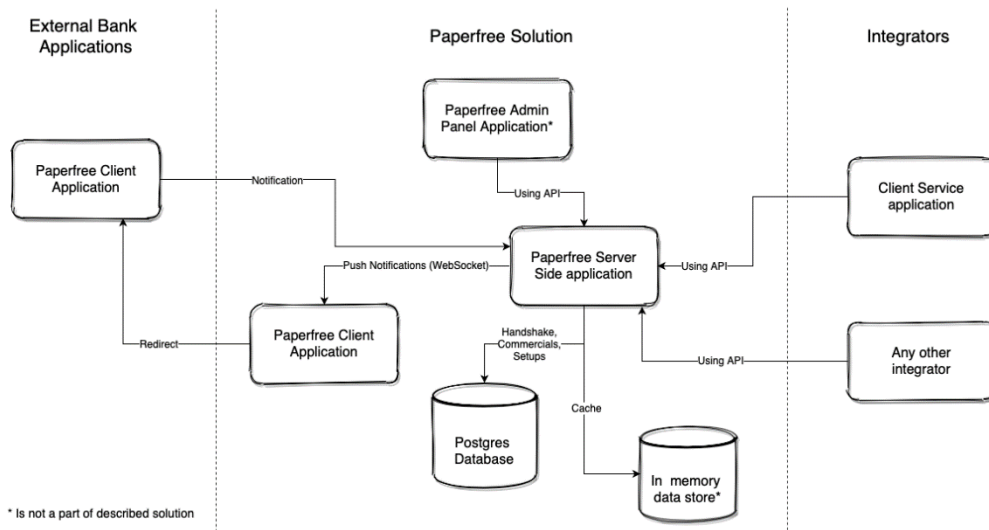 External Bank
Applications
Paperfree Solution
Integrators
Paperfree Admin
Panel Application*
Paperfree Client
Application
Notification
Using API
Client Service
application
Paperfree Server
Side application
Using API
Push Notifications (WebSocket)
Paperfree Client
Application
Redirect
Handshake,
Commercials,
Setups
Using API
Any other
integrator
Cache
Postgres
Database
In memory
data store*
* Is not a part of described solution